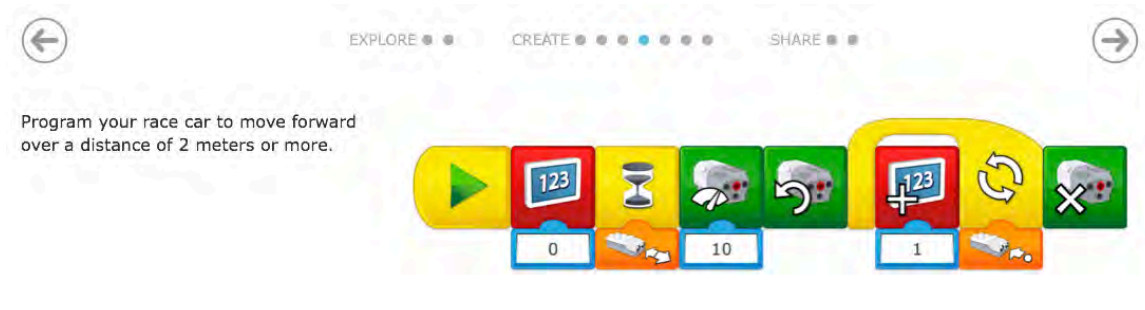 EXPLORE CREATE SHARE
Program your race car to move forward
over a distance of 2 meters or more.
123 123
0 10 1